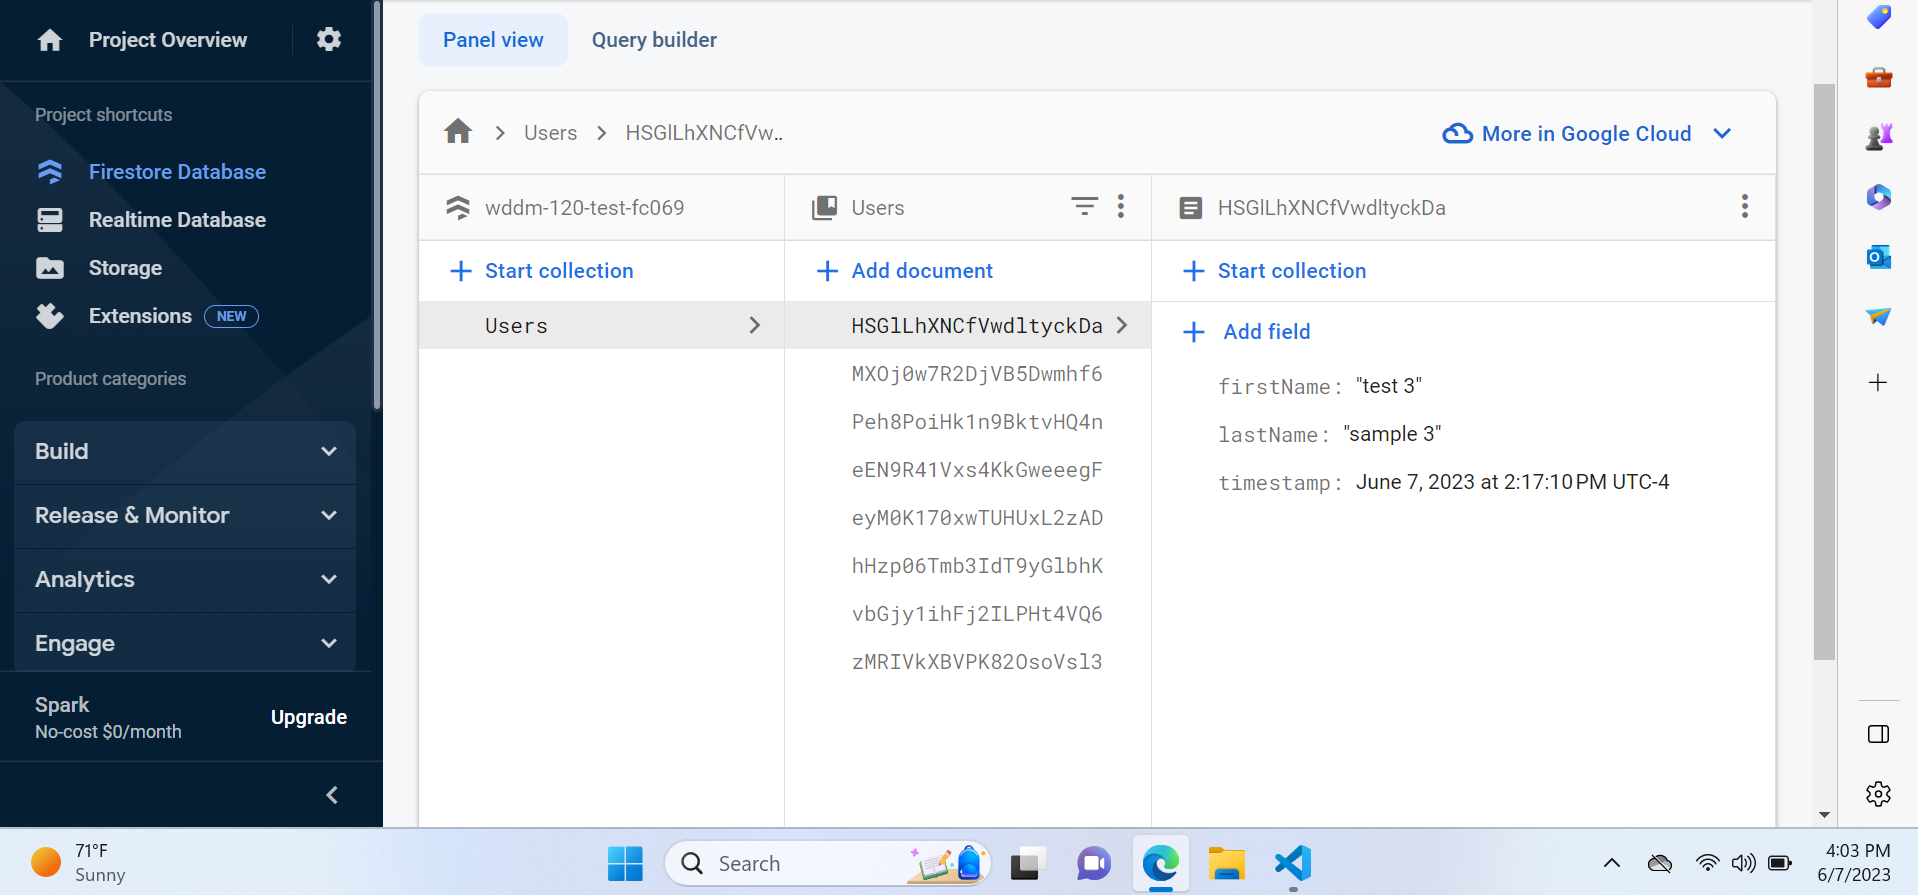 Project Overview
Project shortcuts
Firestore Database
Realtime Database
Storage
Extensions NEW
Product categories
Build
Release & Monitor
Analytics
Engage
Spark
No-cost $0/month
Upgrade
Panel view
Query builder
Users
HSGlLhXNCfVw..
More in Google Cloud
wddm-120-test-fc069
Start collection
Users
Users
Add document
HSGlLhXNCfVwdltyckDa
MXOj0w7R2DjVB5Dwmhf6
Peh8PoiHk1n9BktvHQ4n
eEN9R41Vxs4KkGweeegF
eyM0K170xwTUHUxL2zAD
hHzp06Tmb3IdT9yGlbhK
vbGjy1ihFj2ILPHt4VQ6
zMRIVkXBVPK82OsoVsl3
HSGlLhXNCfVwdltyckDa
Start collection
Add field
firstName: "test 3"
lastName: "sample 3"
timestamp: June 7, 2023 at 2:17:10 PM UTC-4
71°F
Sunny
Search
4:03 PM
6/7/2023